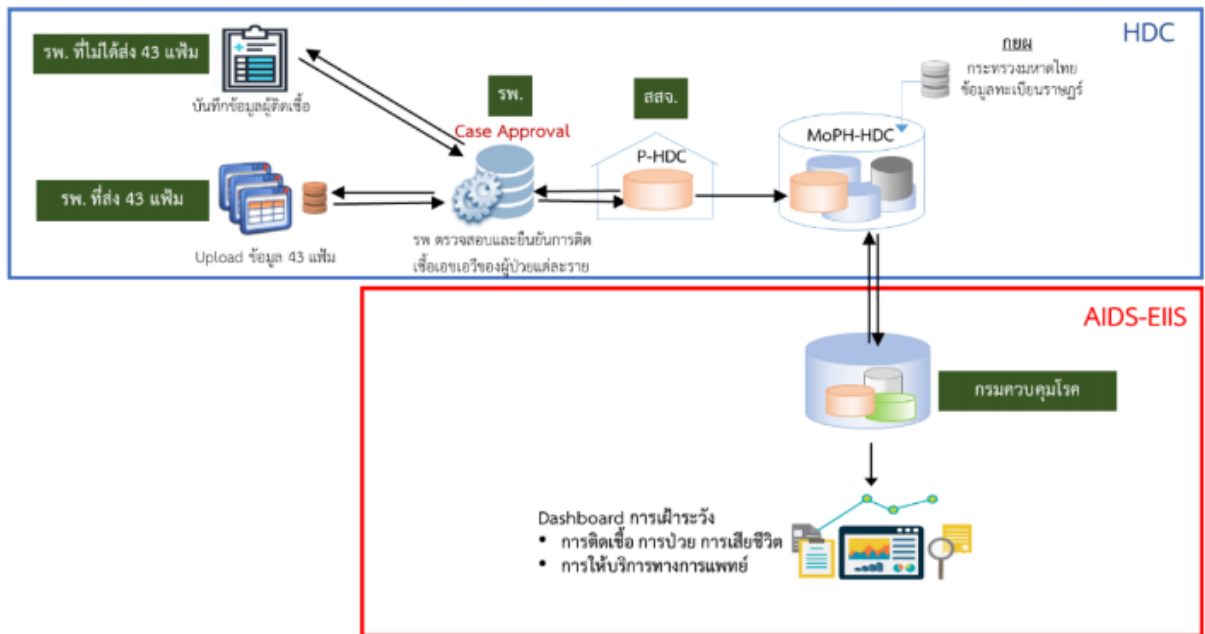 HDC
รพ. ที่ไม่ได้ส่ง 43 แฟ้ม
บันทึกข้อมูลผู้ติดเชื้อ
รพ.
Case Approval
สสจ.
P-HDC
กยผ
กระทรวงมหาดไทย
ข้อมูลทะเบียนราษฎร์
MoPH-HDC
รพ. ที่ส่ง 43 แฟ้ม
Upload ข้อมูล 43 แฟ้ม
รพ ตรวจสอบและยืนยันการติด
เชื้อเอชเอวีของผู้ป่วยแต่ละราย
AIDS-EIIS
กรมควบคุมโรค
Dashboard การเฝ้าระวัง
• การติดเชื้อ การป่วย การเสียชีวิต
• การให้บริการทางการแพทย์